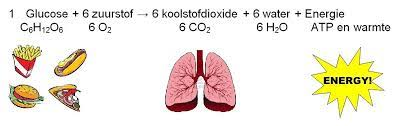 1 Glucose + 6 zuurstof → 6 koolstofdioxide + 6 water + Energie
C₆H₁₂O₆ 6 O₂ 6 CO₂ 6 H₂O ATP en warmte
ENERGY!